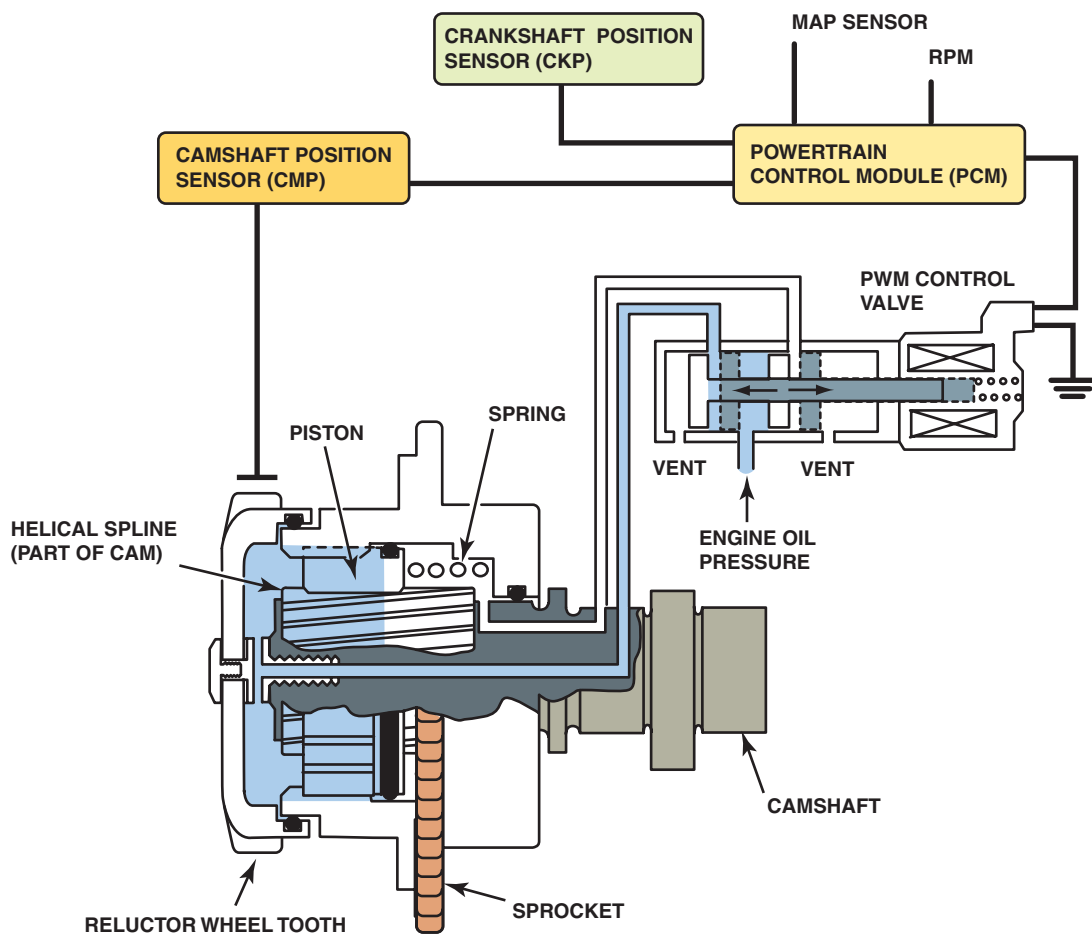 MAP SENSOR
CRANKSHAFT POSITION
SENSOR (CKP)
RPM
CAMSHAFT POSITION
SENSOR (CMP)
POWERTRAIN
CONTROL MODULE (PCM)
PWM CONTROL
VALVE
SPRING
PISTON
VENT
VENT
HELICAL SPLINE
(PART OF CAM)
ENGINE OIL
PRESSURE
CAMSHAFT
SPROCKET
RELUCTOR WHEEL TOOTH